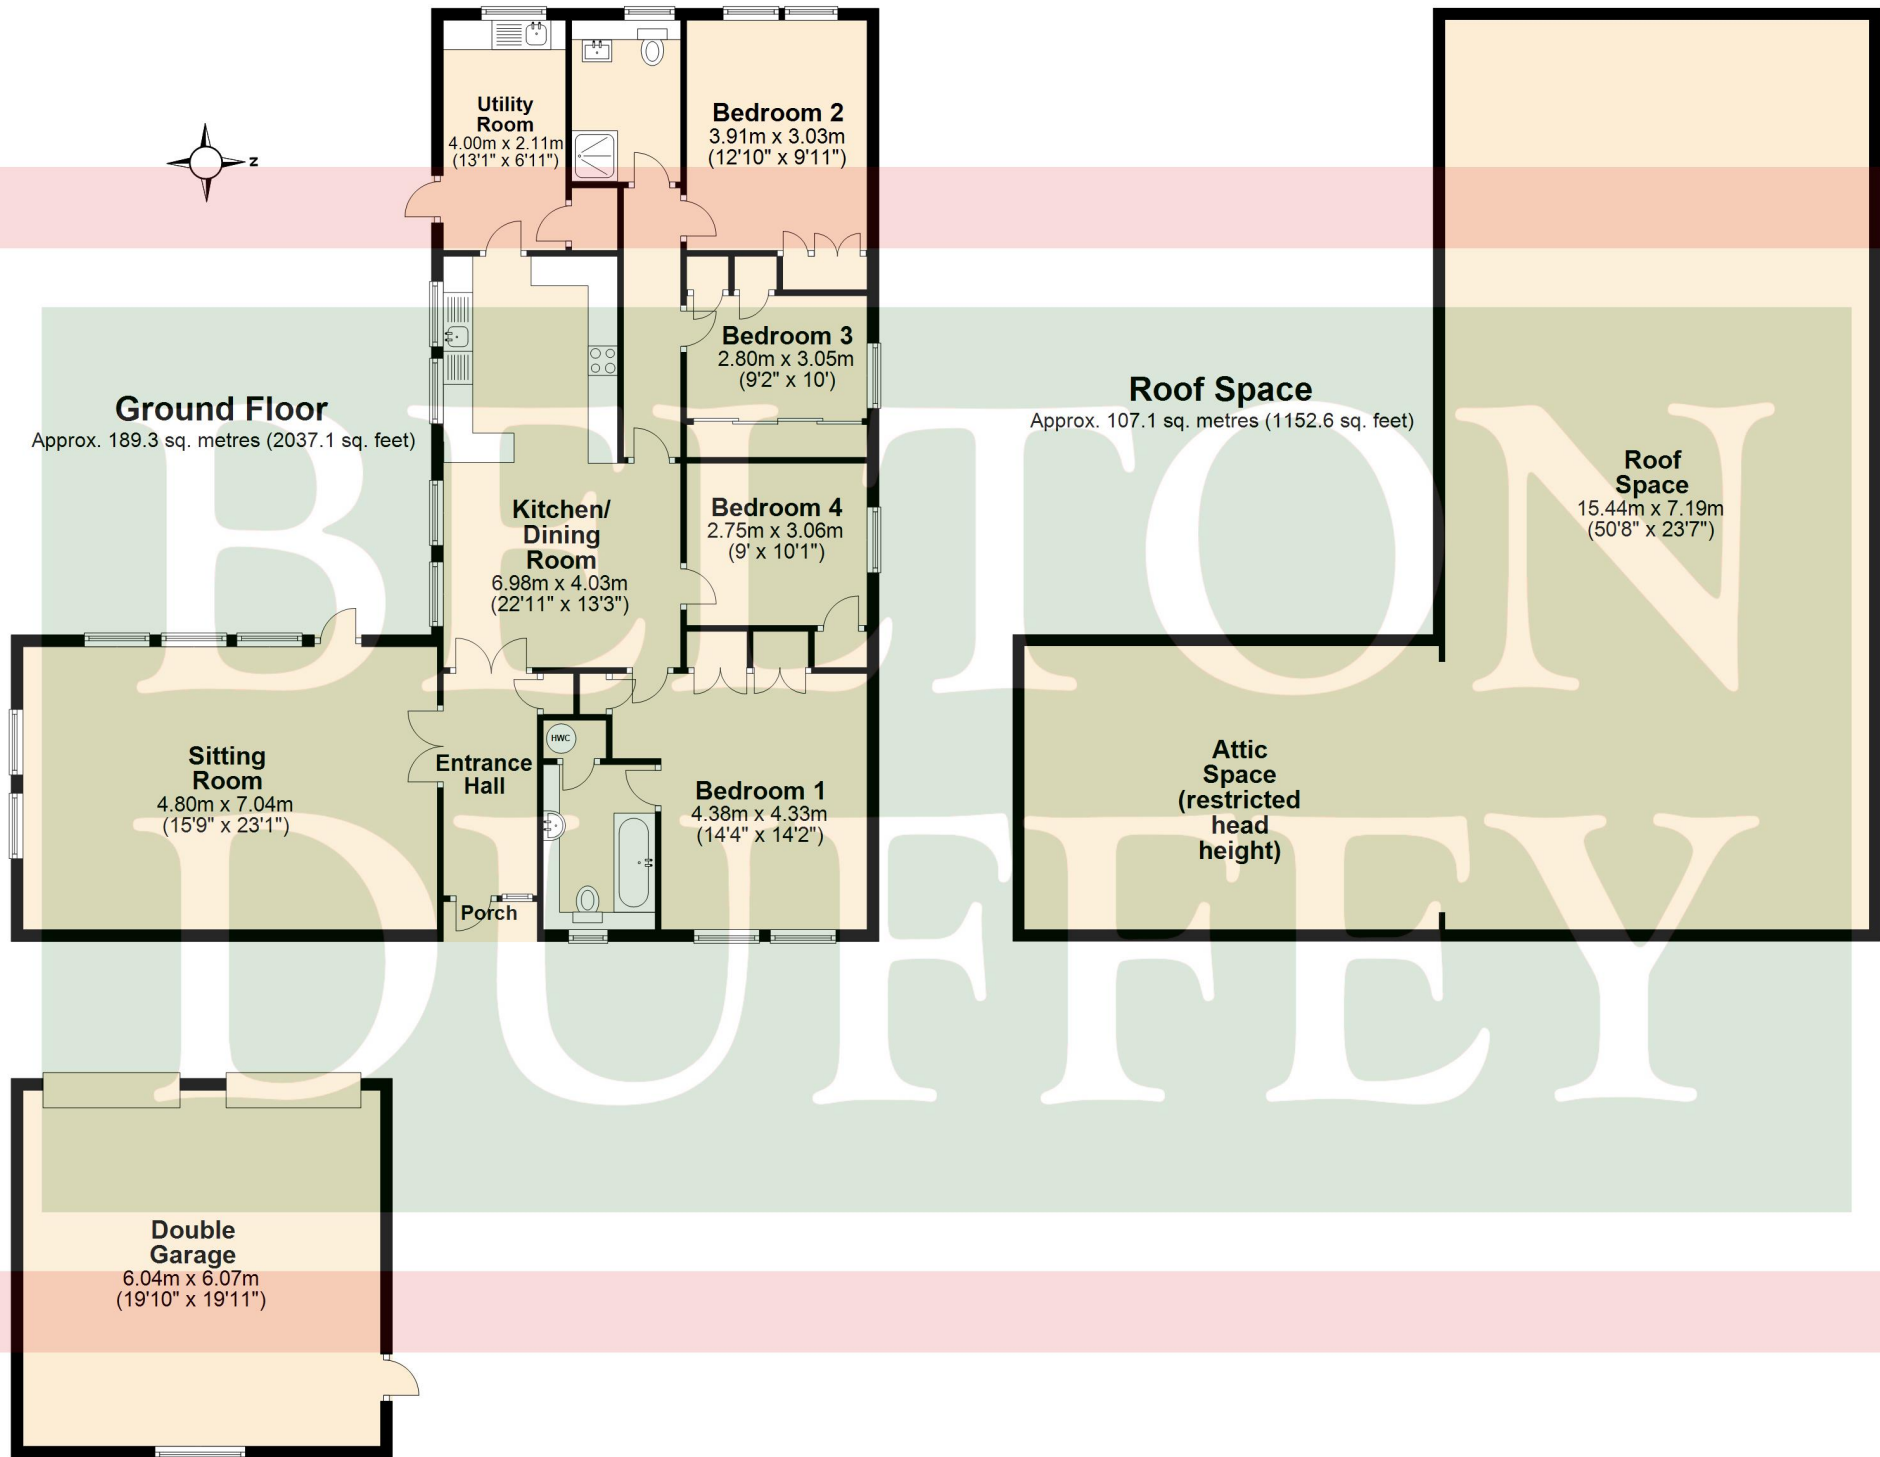 Utility
Room
4.00m x 2.11m
(13'1" x 6'11")
Bedroom 2
3.91m x 3.03m
(12'10" x 9'11")
z
Bedroom 3
2.80m x 3.05m
(9'2" x 10')
Ground Floor
Approx. 189.3 sq. metres (2037.1 sq. feet)
Roof Space
Approx. 107.1 sq. metres (1152.6 sq. feet)
Roof
Space
15.44m x 7.19m
(50'8" x 23'7")
Kitchen/
Dining
Room
6.98m x 4.03m
(22'11" x 13'3")
Bedroom 4
2.75m x 3.06m
(9' x 10'1")
BELTON
DUFFEY
Sitting
Room
4.80m x 7.04m
(15'9" x 23'1")
Entrance
Hall
HWC
Bedroom 1
4.38m x 4.33m
(14'4" x 14'2")
Attic
Space
(restricted
head
height)
Porch
Double
Garage
6.04m x 6.07m
(19'10" x 19'11")